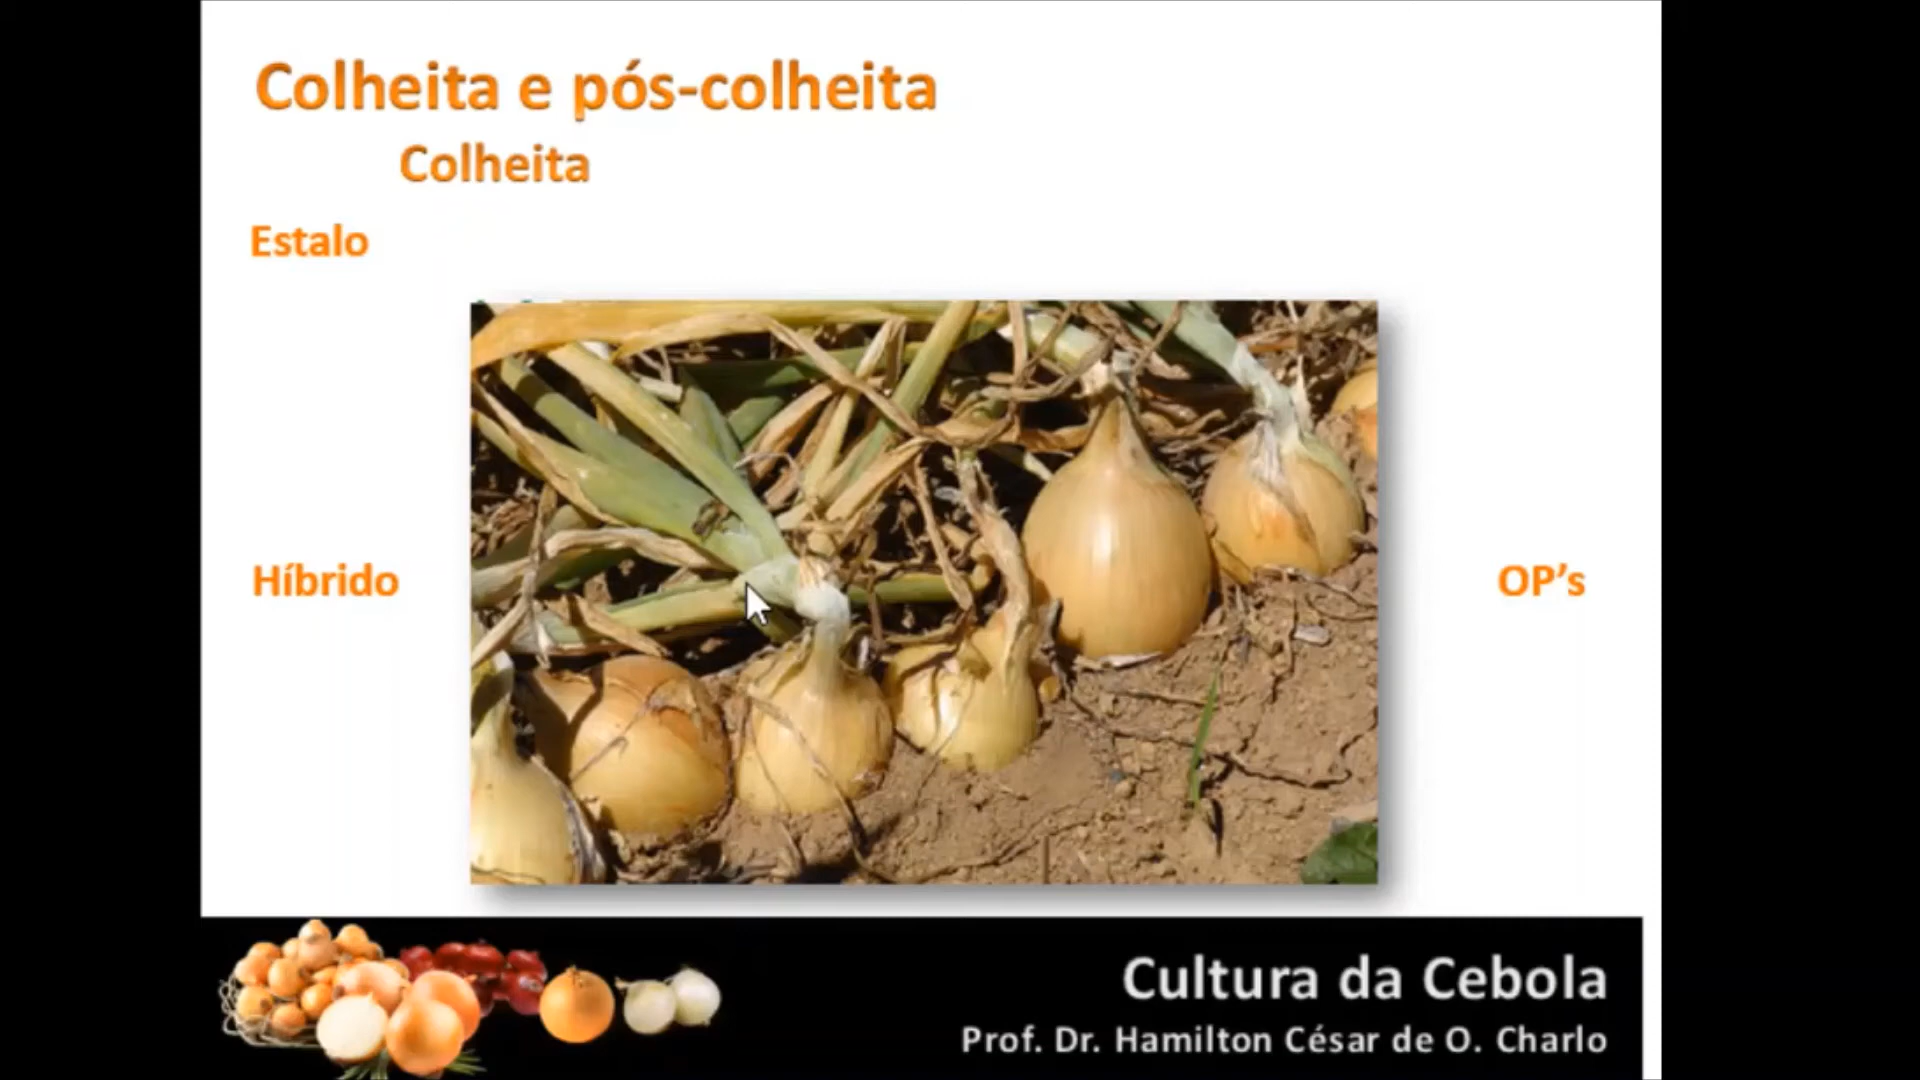 Colheita e pós-colheita
Colheita
Estalo
Híbrido
OP's
Cultura da Cebola
Prof. Dr. Hamilton César de O. Charlo